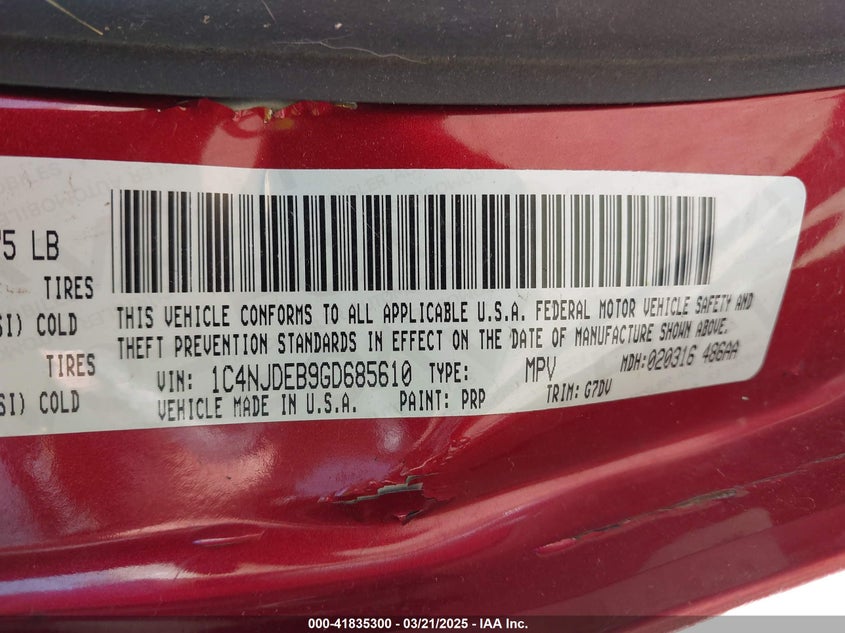 75 LB
TIRES
SI) COLD
TIRES
SI) COLD
THIS VEHICLE CONFORMS TO ALL APPLICABLE U.S.A. FEDERAL MOTOR VEHICLE SAFETY AND
THEFT PREVENTION STANDARDS IN EFFECT ON THE DATE OF MANUFACTURE SHOWN ABOVE.
VIN: 1C4NJDEB9GD685610 TYPE: MPV MDH:020316 486AA
VEHICLE MADE IN U.S.A. PAINT: PRP TRIM: G7DV
000-41835300 - 03/21/2025 - IAA Inc.